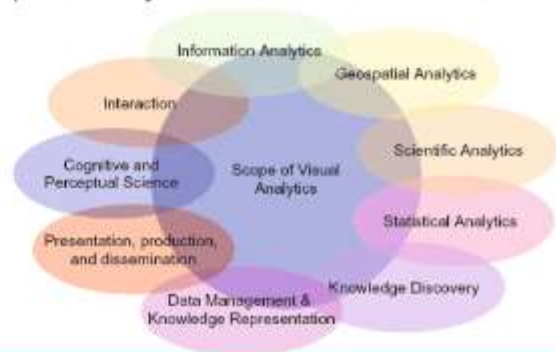 Information Analytics
Geospatial Analytics
Interaction
Scientific Analytics
Cognitive and
Perceptual Science
Scope of Visual
Analytics
Statistical Analytics
Presentation, production,
and dissemination
Knowledge Discovery
Data Management &
Knowledge Representation